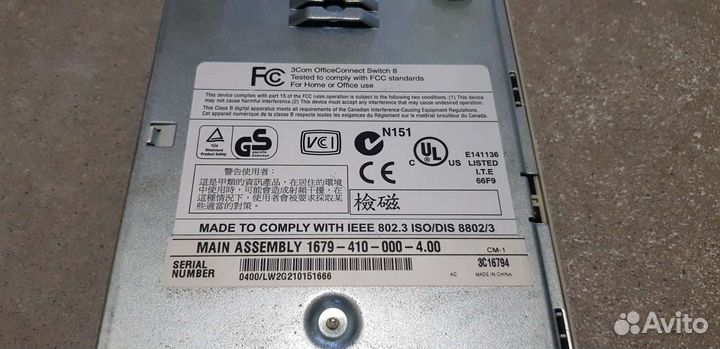 FCC
3Com OfficeConnect Switch 8
Tested to comply with FCC standards
For Home or Office use
This device complies with part 15 of the FCC rules.operation is subject to the following two conditions: (1) This device
may not cause harmful interference.(2) This device must accept any interference that may cause undesired operation.
This Class B digital apparatus meets all requirements of the Canadian Interference-Causing Equipment Regulations.
Cet appareil numérique de la classe B respecte toutes les exigences du Règlement sur le matériel brouilleur du Canada.
TÜV
Rheinland
Product Safety
geprüfte
Sicherheit
GS
VCI
N151
CE
C UL US
E141136
LISTED
I.T.E
66F9
警告使用者:
這是甲類的資訊產品，在居住的環境
中使用時，可能會造成射頻干擾，在
這種情況下，使用者會被要求採取某
些適當的對策。
檢磁
MADE TO COMPLY WITH IEEE 802.3 ISO/DIS 8802/3
MAIN ASSEMBLY 1679-410-000-4.00
CM-1
SERIAL
NUMBER
0400/LW2G210151666
AC
3C16794
MADE IN CHINA
Avito